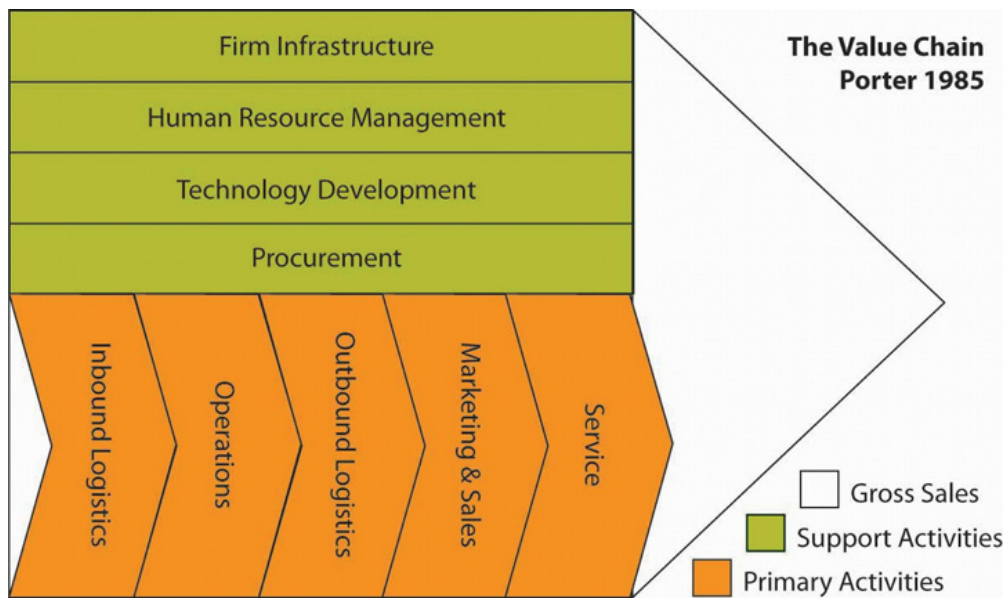 Firm Infrastructure
The Value Chain
Porter 1985
Human Resource Management
Technology Development
Procurement
Inbound Logistics
Operations
Outbound Logistics
Marketing & Sales
Service
Gross Sales
Support Activities
Primary Activities